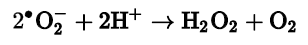 2•O₂⁻ + 2H⁺ → H₂O₂ + O₂